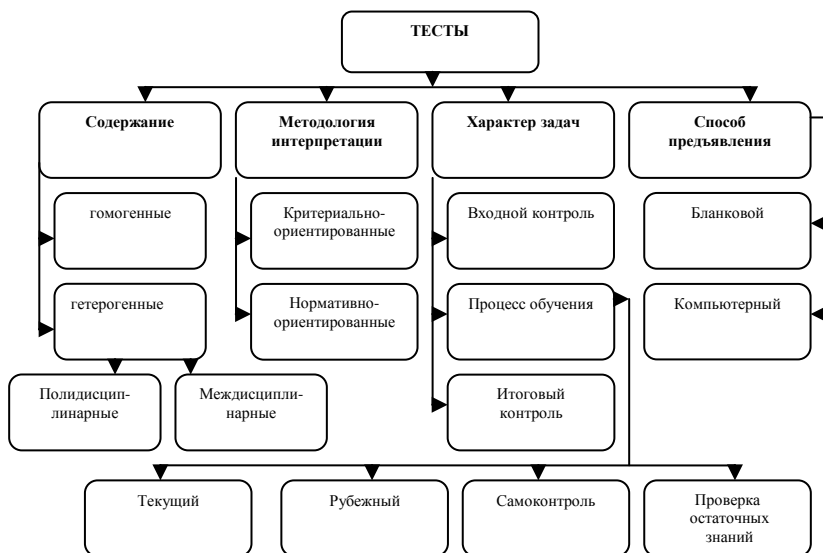 ТЕСТЫ
Содержание
Методология
интерпретации
Характер задач
Способ
предъявления
гомогенные
Критериально-
ориентированные
Входной контроль
Бланковой
гетерогенные
Нормативно-
ориентированные
Процесс обучения
Компьютерный
Полидисцип-
линарные
Междисципли-
нарные
Итоговый
контроль
Текущий
Рубежный
Самоконтроль
Проверка
остаточных
знаний